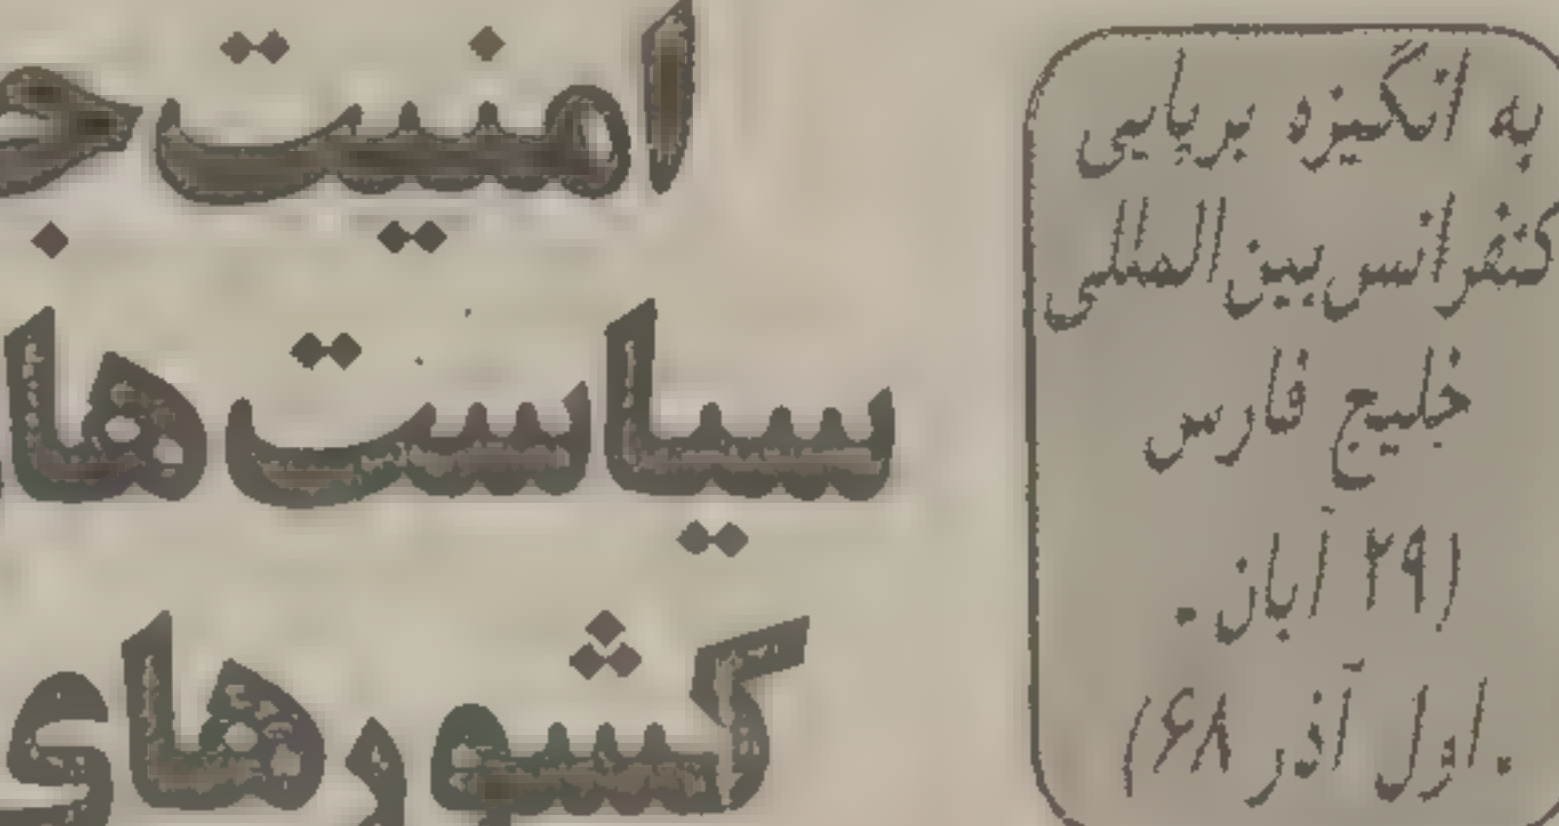 به انگیزه برپایی
کنفرانس بین‌المللی
خلیج فارس
(۲۹ آبان -
- اول آذر ۶۸)
امنیت
سیاست‌ها
کشورهای